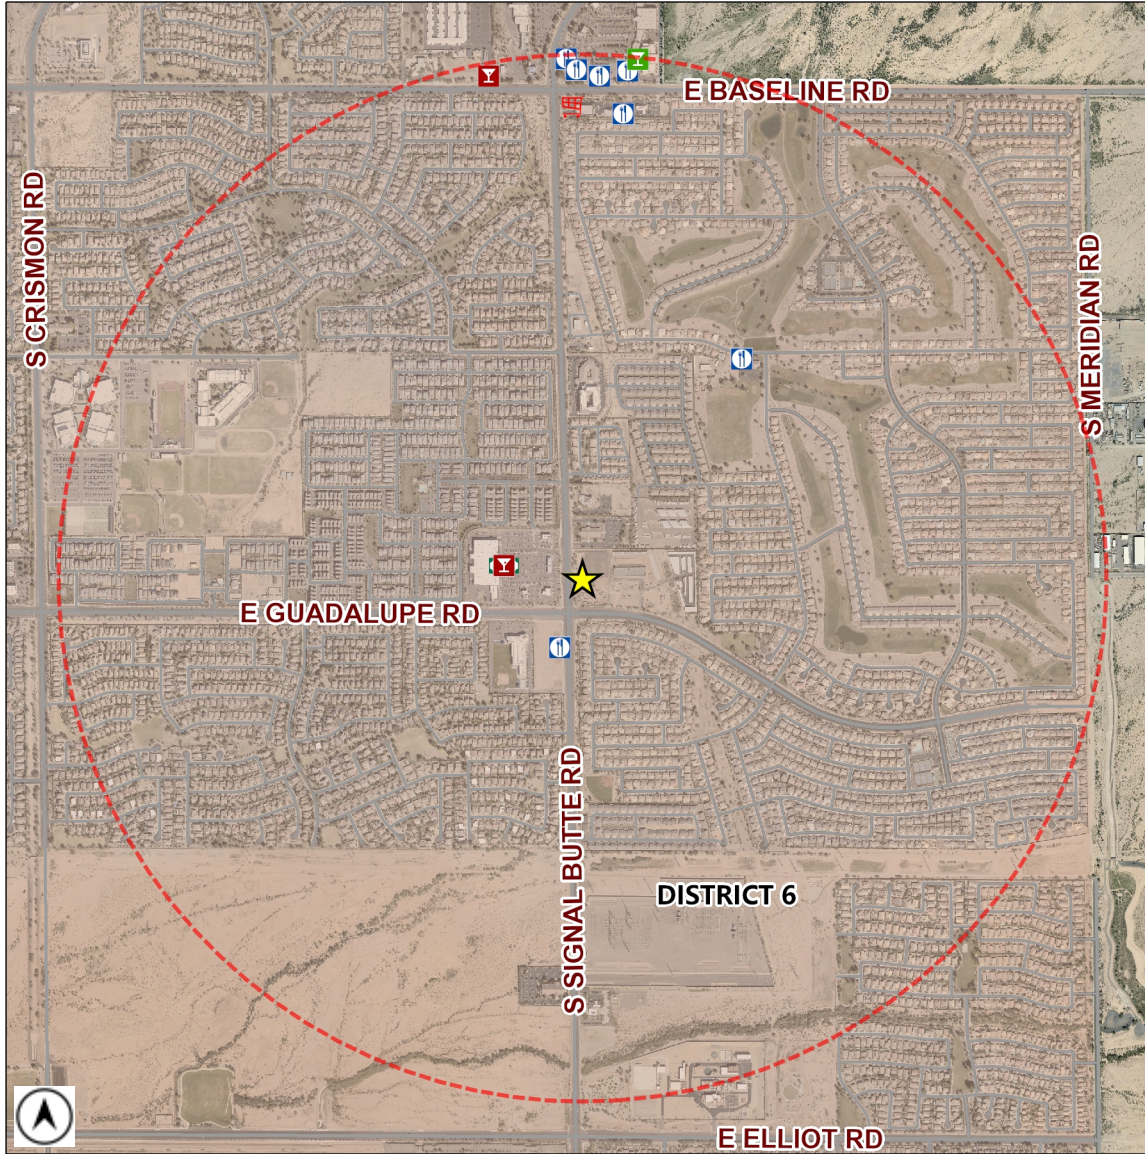 E BASELINE RD
S CRISMON RD
S MERIDIAN RD
E GUADALUPE RD
S SIGNAL BUTTE RD
DISTRICT 6
E ELLIOT RD